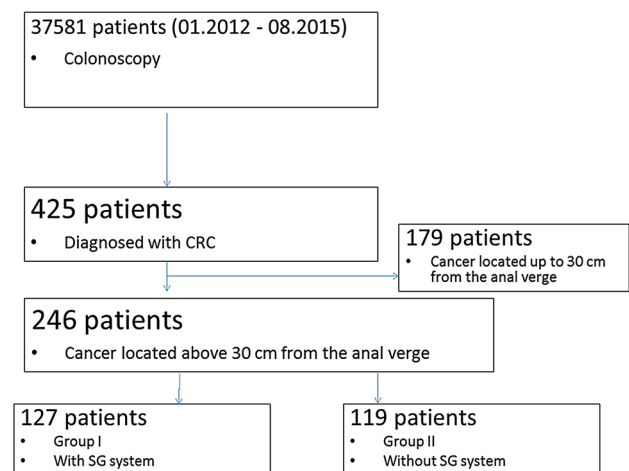 37581 patients (01.2012 - 08.2015)
• Colonoscopy
425 patients
• Diagnosed with CRC
179 patients
• Cancer located up to 30 cm
from the anal verge
246 patients
• Cancer located above 30 cm from the anal verge
127 patients
• Group I
• With SG system
119 patients
• Group II
• Without SG system